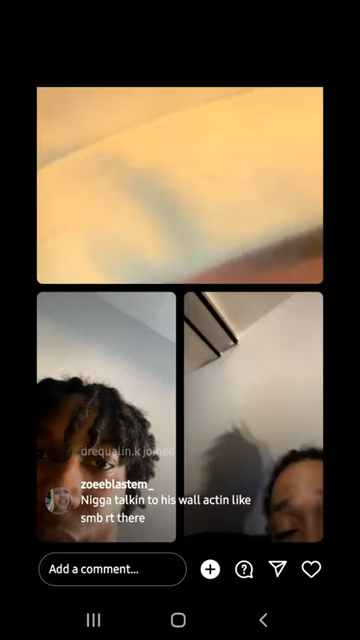 drequalin.k joined
zoeeblastem_
Nigga talkin to his wall actin like
smb rt there
Add a comment...